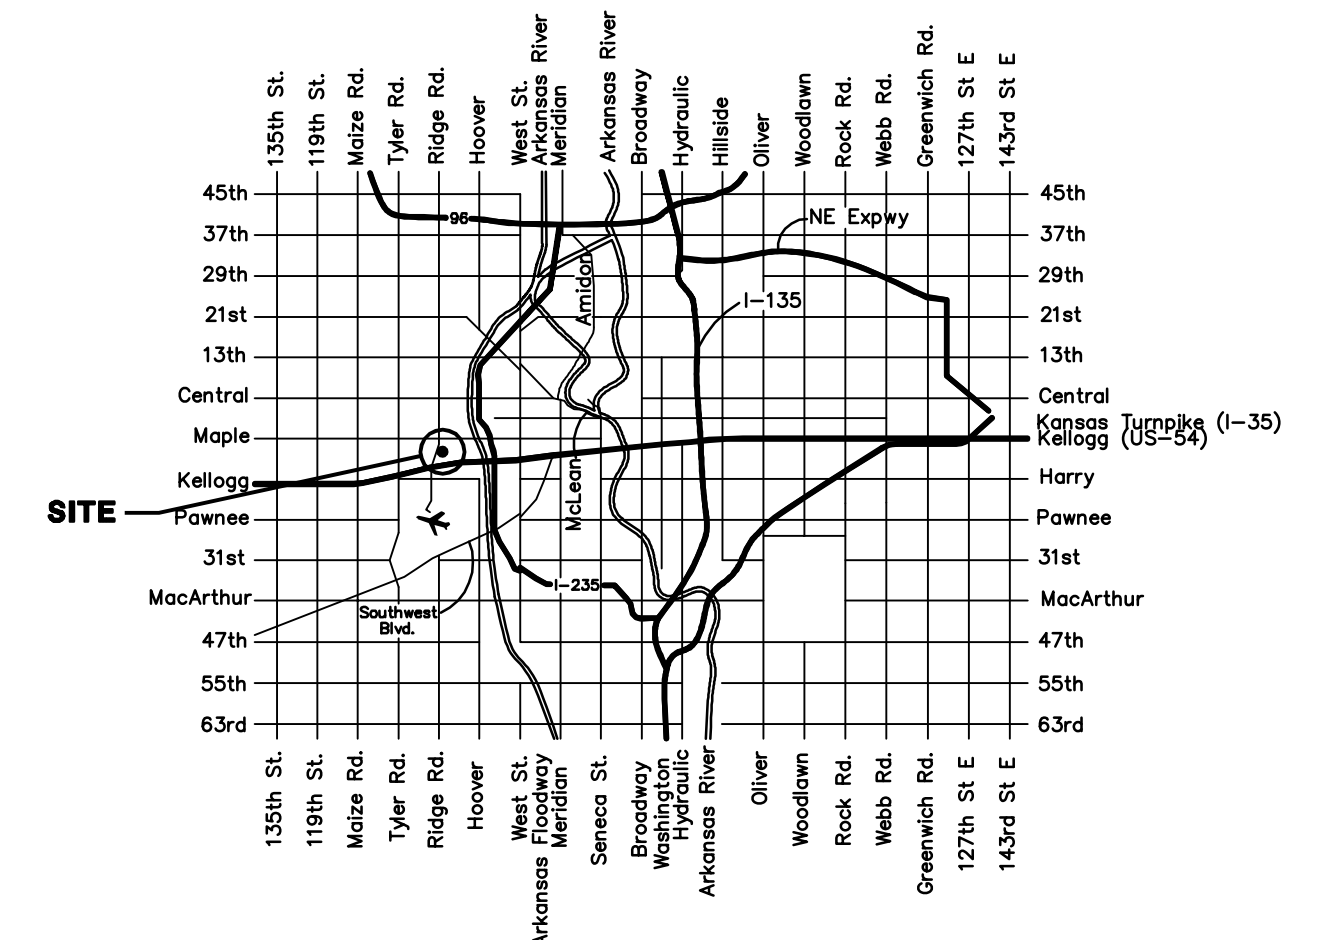 135th St.
119th St.
Maize Rd.
Tyler Rd.
Ridge Rd.
Hoover
West St.
Arkansas River
Meridian
Arkansas River
Broadway
Hydraulic
Hillside
Oliver
Woodlawn
Rock Rd.
Webb Rd.
Greenwich Rd.
127th St E
143rd St E
45th
37th
29th
21st
13th
Central
Maple
Kellogg
Pawnee
31st
MacArthur
47th
55th
63rd
SITE
96
NE Expwy
Amidon
I-135
McLean
I-235
Southwest
Blvd.
45th
37th
29th
21st
13th
Central
Kansas Turnpike (I-35)
Kellogg (US-54)
Harry
Pawnee
31st
MacArthur
47th
55th
63rd
135th St.
119th St.
Maize Rd.
Tyler Rd.
Ridge Rd.
Hoover
West St.
Arkansas Floodway
Meridian
Seneca St.
Broadway
Washington
Hydraulic
Arkansas River
Oliver
Woodlawn
Rock Rd.
Webb Rd.
Greenwich Rd.
127th St E
143rd St E